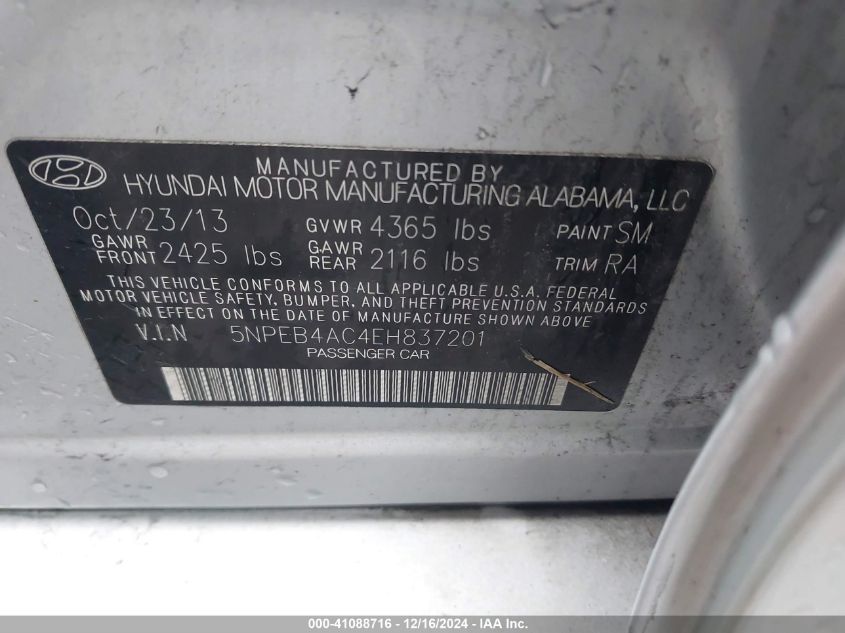 MANUFACTURED BY
HYUNDAI MOTOR MANUFACTURING ALABAMA, LLC
Oct/23/13 GVWR 4365 lbs PAINT SM
GAWR FRONT 2425 lbs GAWR REAR 2116 lbs TRIM RA
THIS VEHICLE CONFORMS TO ALL APPLICABLE U.S.A. FEDERAL
MOTOR VEHICLE SAFETY, BUMPER, AND THEFT PREVENTION STANDARDS
IN EFFECT ON THE DATE OF MANUFACTURE SHOWN ABOVE
V.I.N 5NPEB4AC4EH837201
PASSENGER CAR
000-41088716 - 12/16/2024 - IAA Inc.